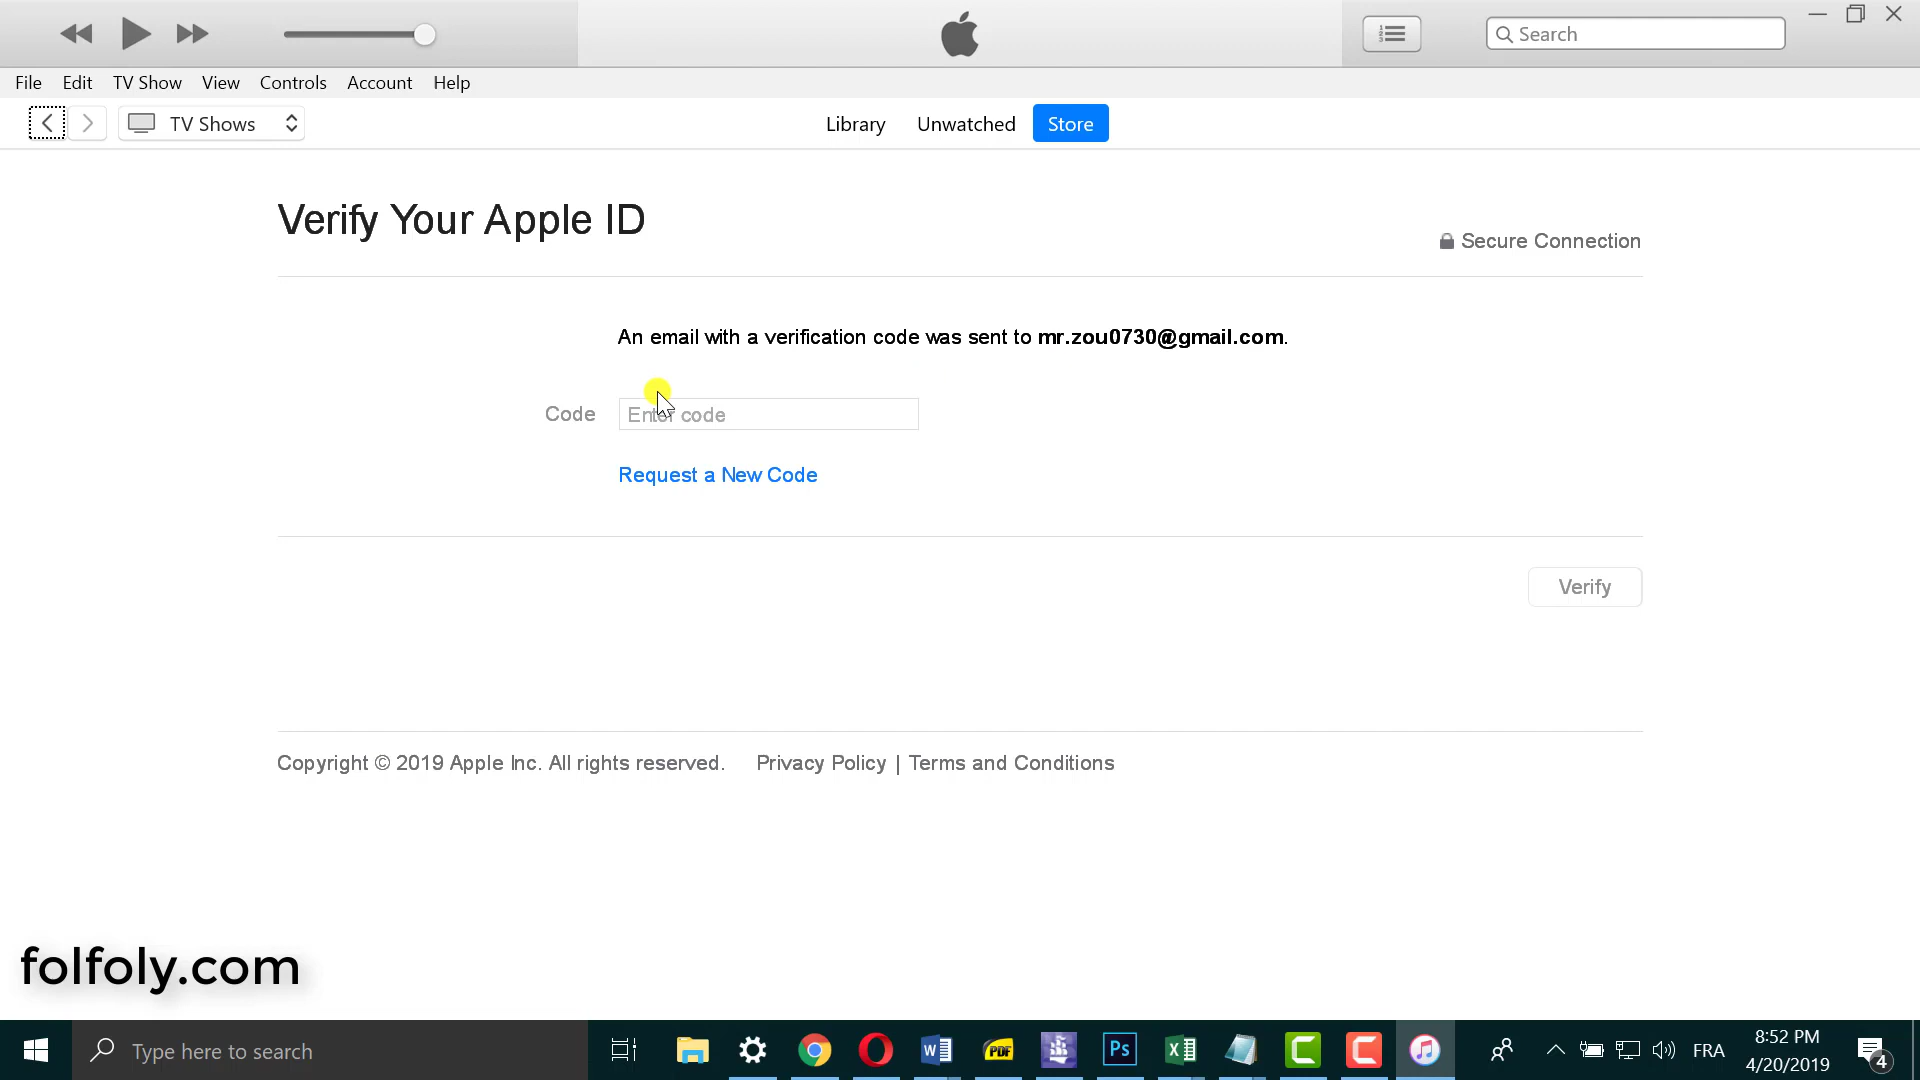 Search
File Edit TV Show View Controls Account Help
TV Shows
Library Unwatched Store
Verify Your Apple ID
Secure Connection
An email with a verification code was sent to mr.zou0730@gmail.com.
Code Enter code
Request a New Code
Verify
Copyright © 2019 Apple Inc. All rights reserved. Privacy Policy | Terms and Conditions
folfoly.com
Type here to search
PDF
Ps
FRA
8:52 PM
4/20/2019
4